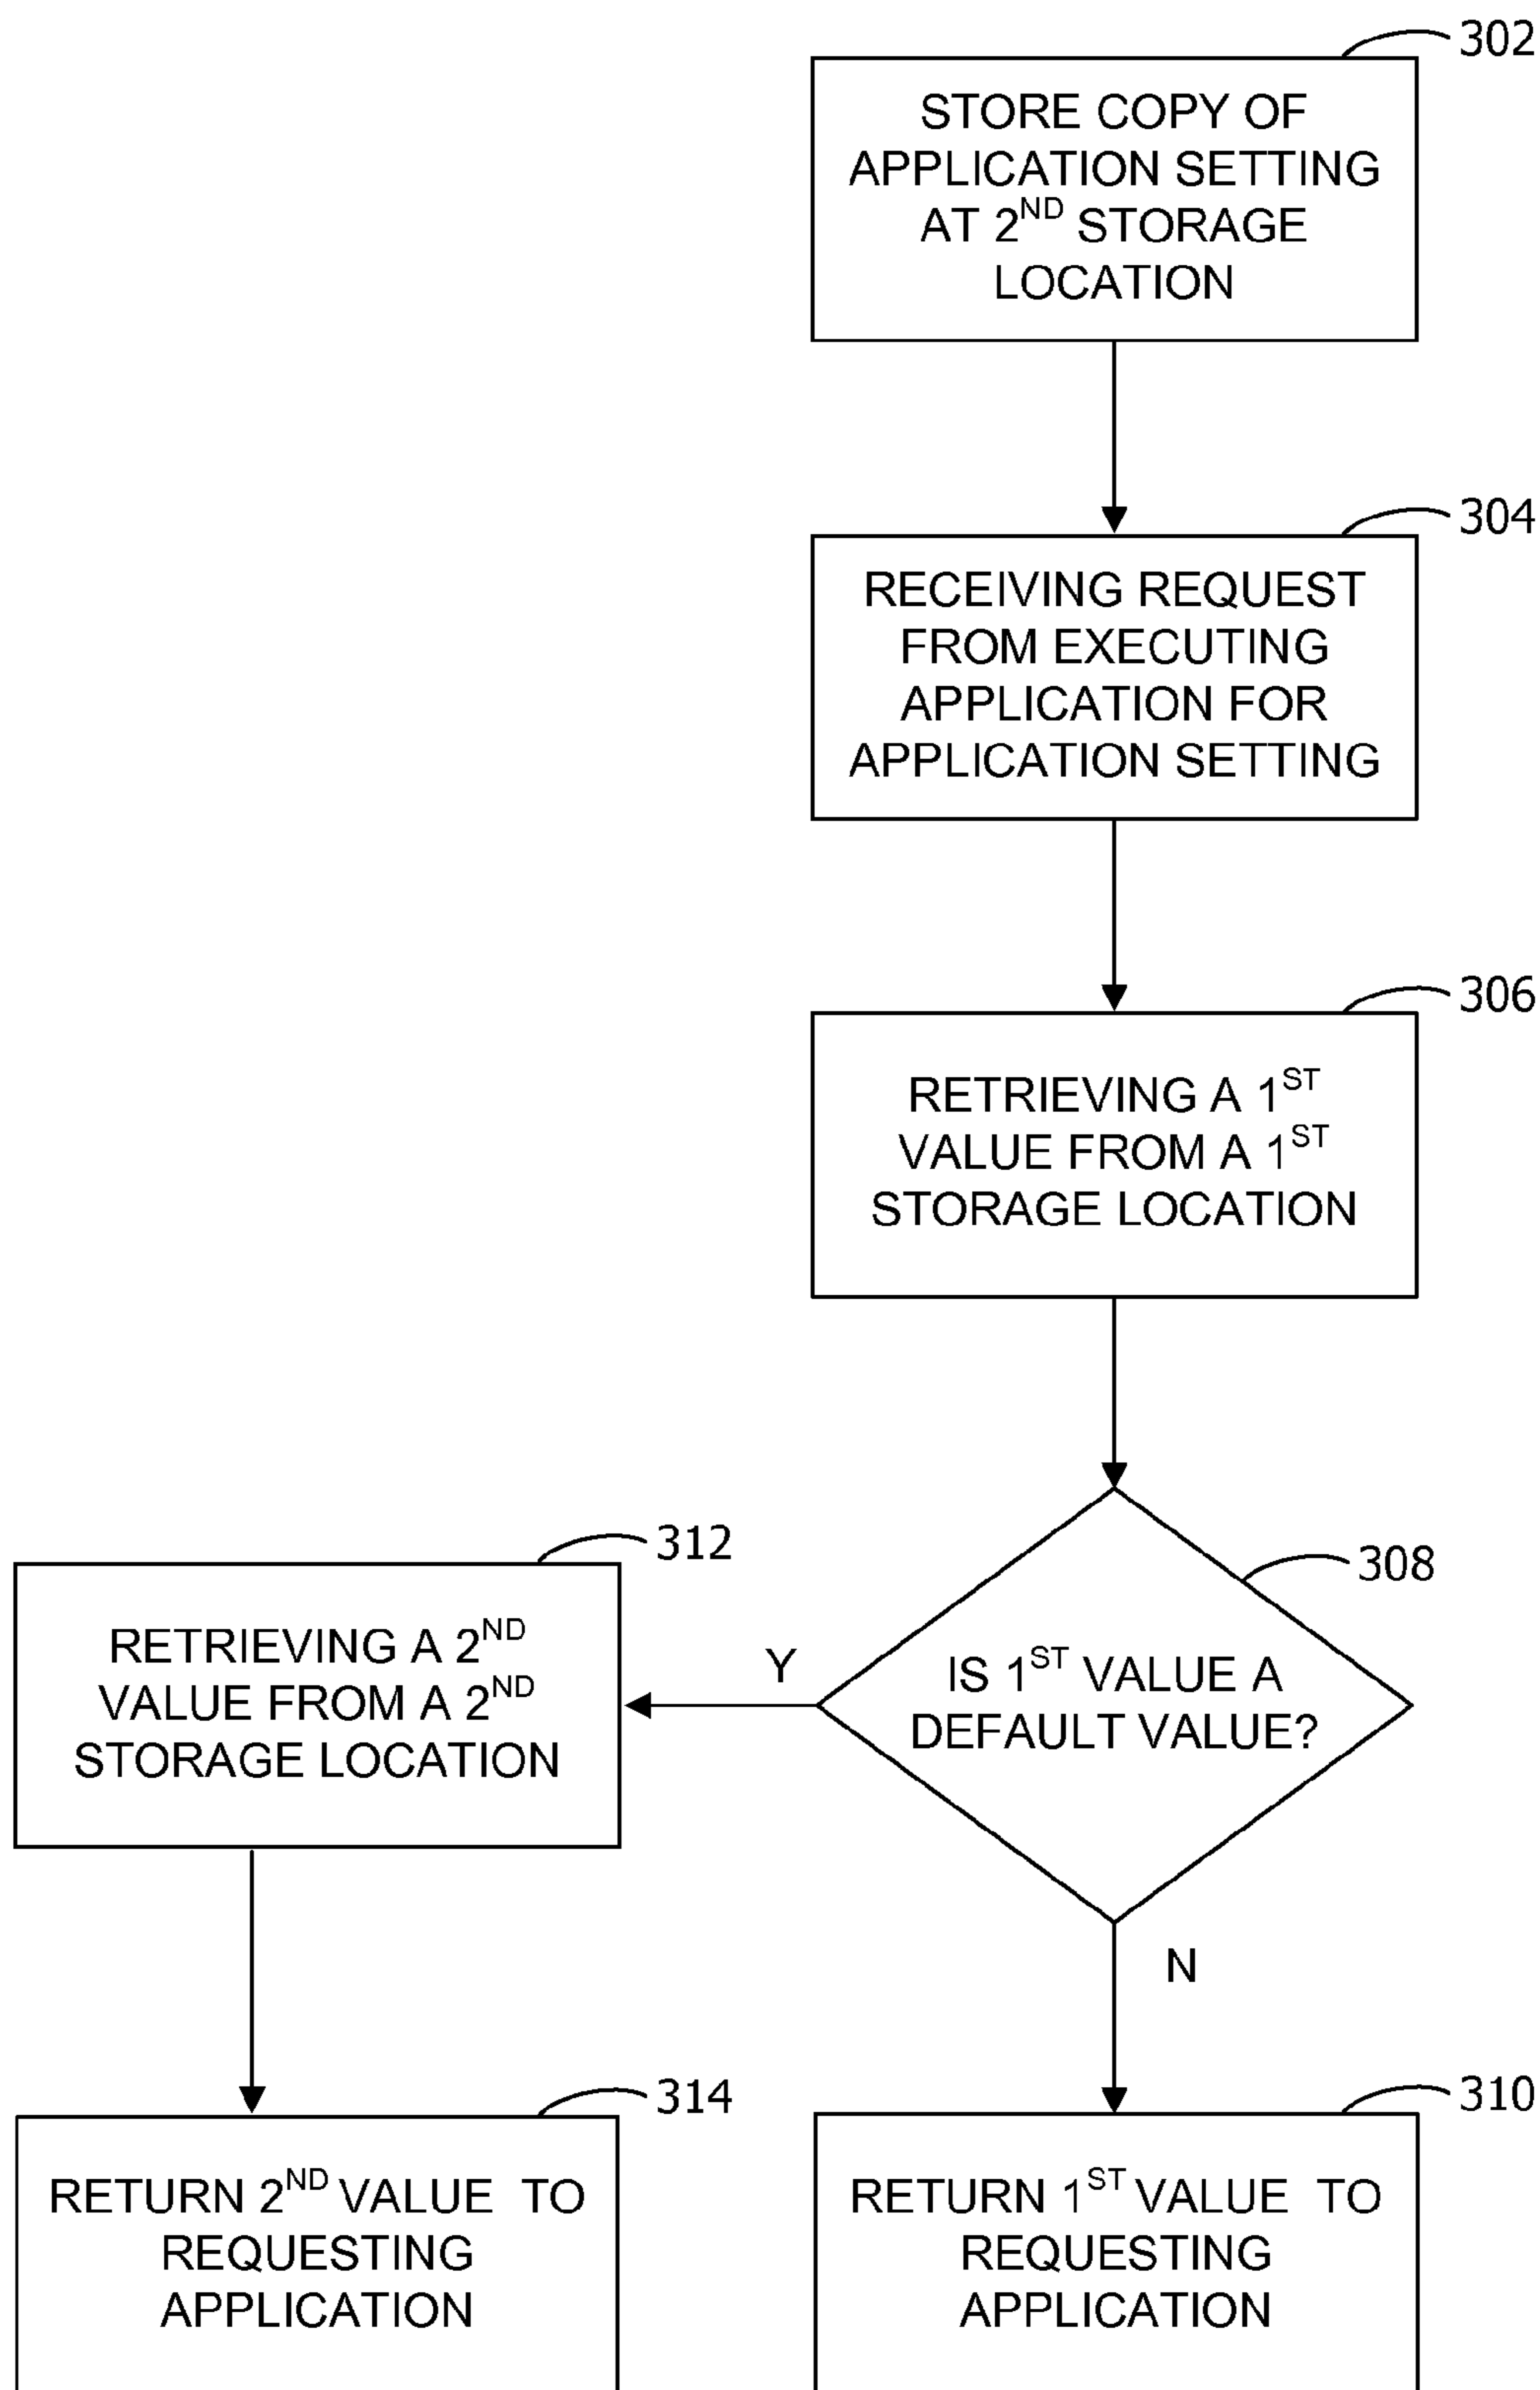 302
STORE COPY OF
APPLICATION SETTING
AT 2ND STORAGE
LOCATION
304
RECEIVING REQUEST
FROM EXECUTING
APPLICATION FOR
APPLICATION SETTING
306
RETRIEVING A 1ST
VALUE FROM A 1ST
STORAGE LOCATION
308
IS 1ST VALUE A
DEFAULT VALUE?
Y
N
312
RETRIEVING A 2ND
VALUE FROM A 2ND
STORAGE LOCATION
314
RETURN 2ND VALUE TO
REQUESTING
APPLICATION
310
RETURN 1ST VALUE TO
REQUESTING
APPLICATION